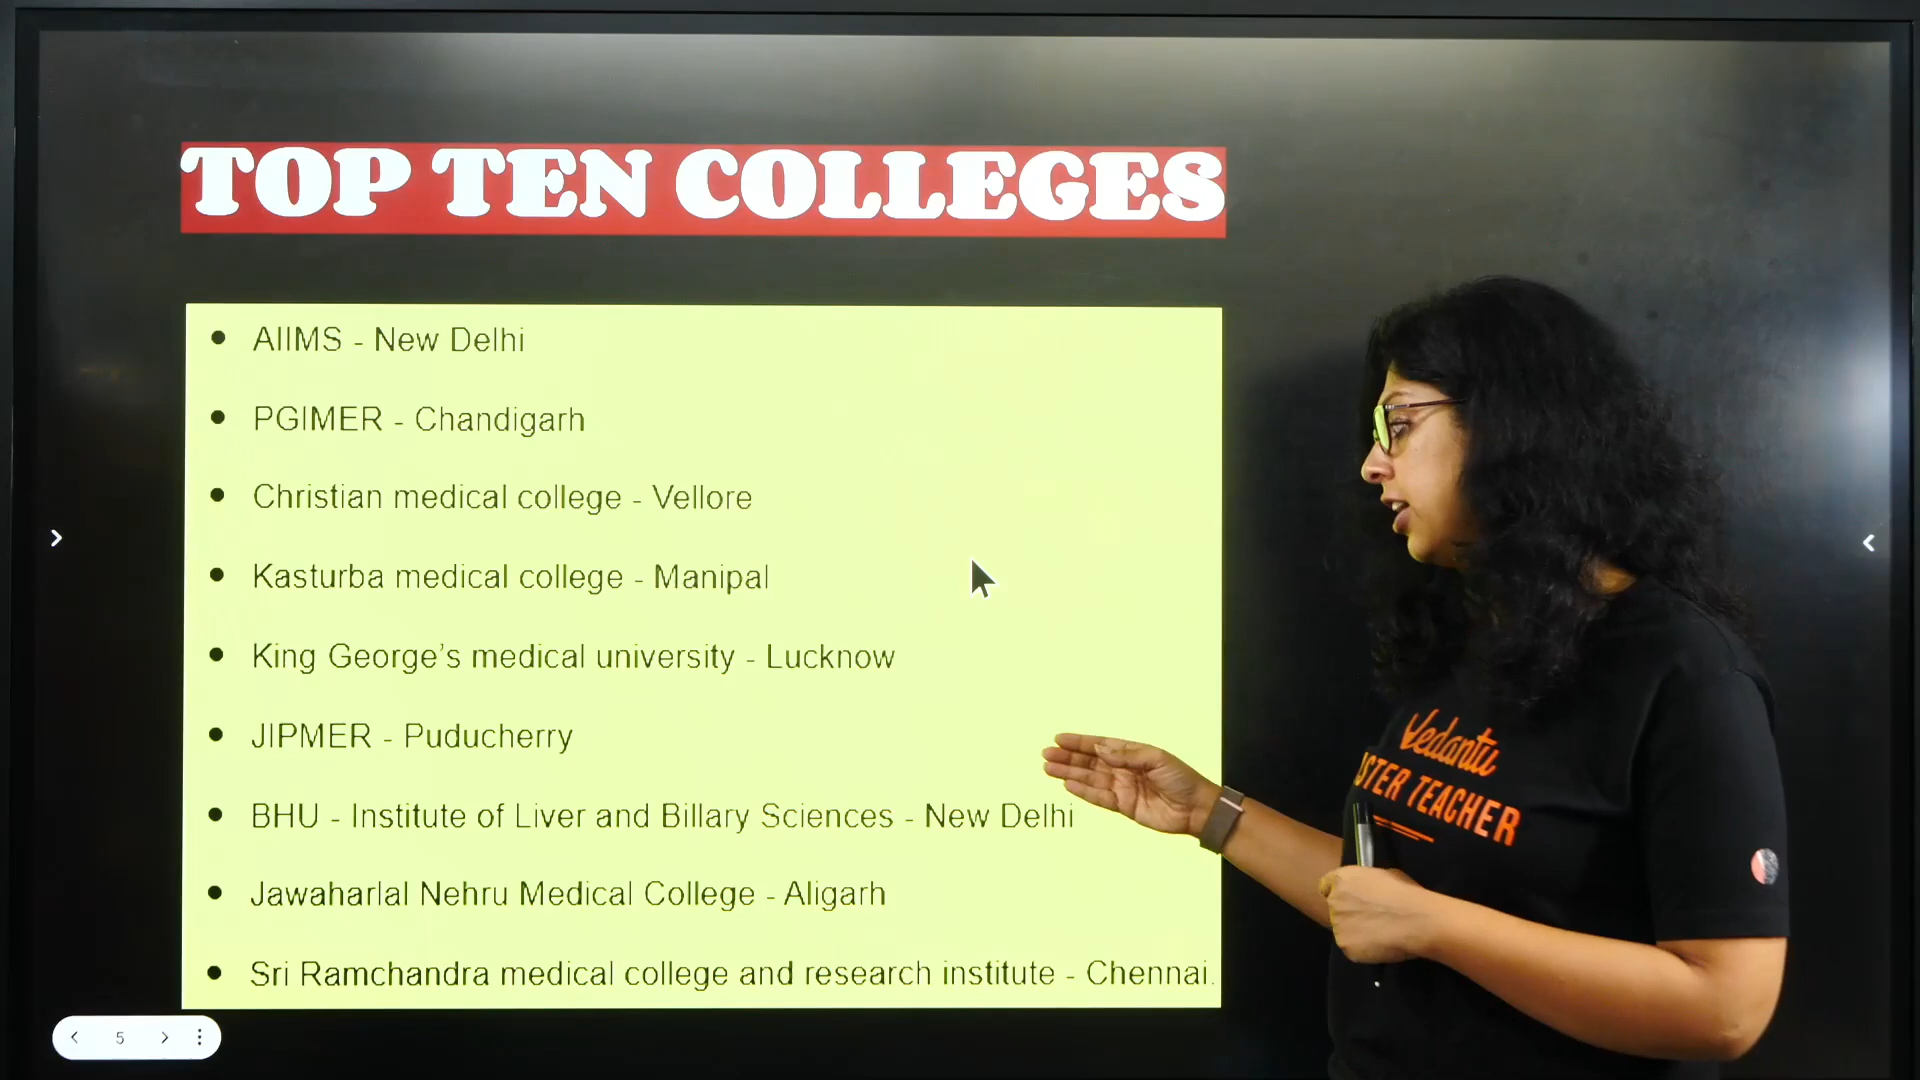 TOP TEN COLLEGES
AIIMS - New Delhi
PGIMER - Chandigarh
Christian medical college - Vellore
Kasturba medical college - Manipal
King George's medical university - Lucknow
JIPMER - Puducherry
BHU - Institute of Liver and Billary Sciences - New Delhi
Jawaharlal Nehru Medical College - Aligarh
Sri Ramchandra medical college and research institute - Chennai.
Vedantu
STER TEACHER
5